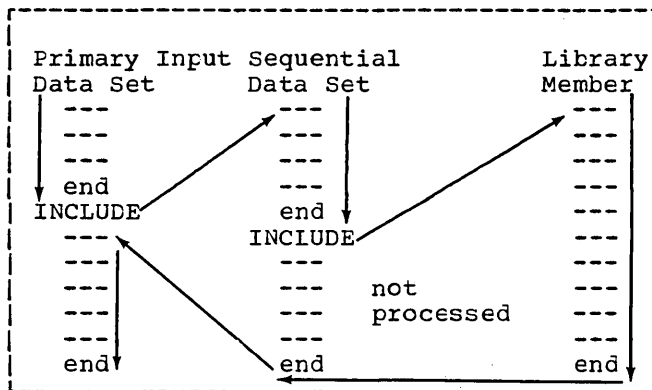 Primary Input Sequential Library
Data Set Data Set Member
--- --- ---
--- --- ---
--- --- ---
end --- ---
INCLUDE end ---
--- INCLUDE ---
--- --- ---
--- --- not ---
--- --- processed ---
--- --- ---
end end end